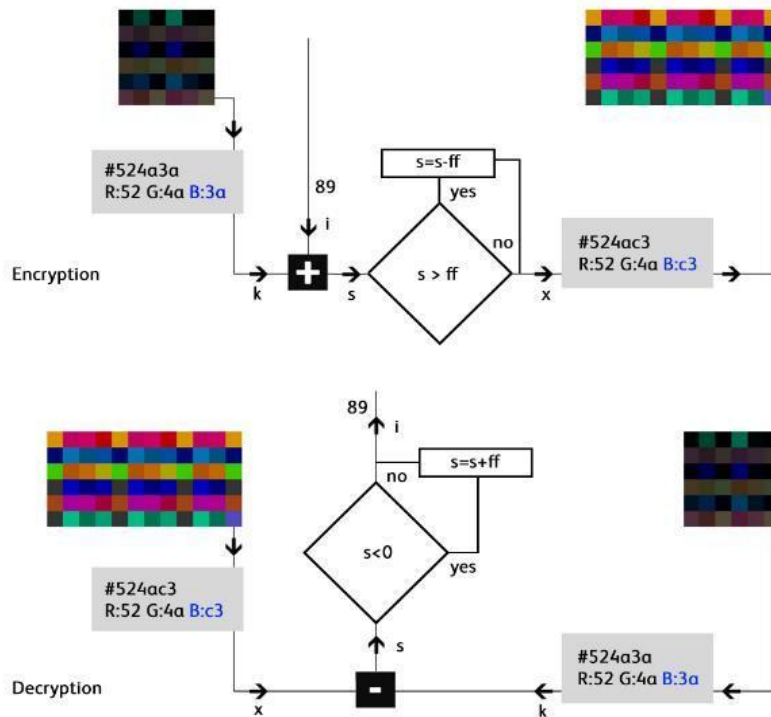 s=s-ff
#524a3a
R:52 G:4a B:3a
89
yes
i
no
#524ac3
R:52 G:4a B:c3
Encryption
s > ff
k
s
x
89
i
s=s+ff
no
s<0
yes
#524ac3
R:52 G:4a B:c3
s
#524a3a
R:52 G:4a B:3a
Decryption
+
-
x
k